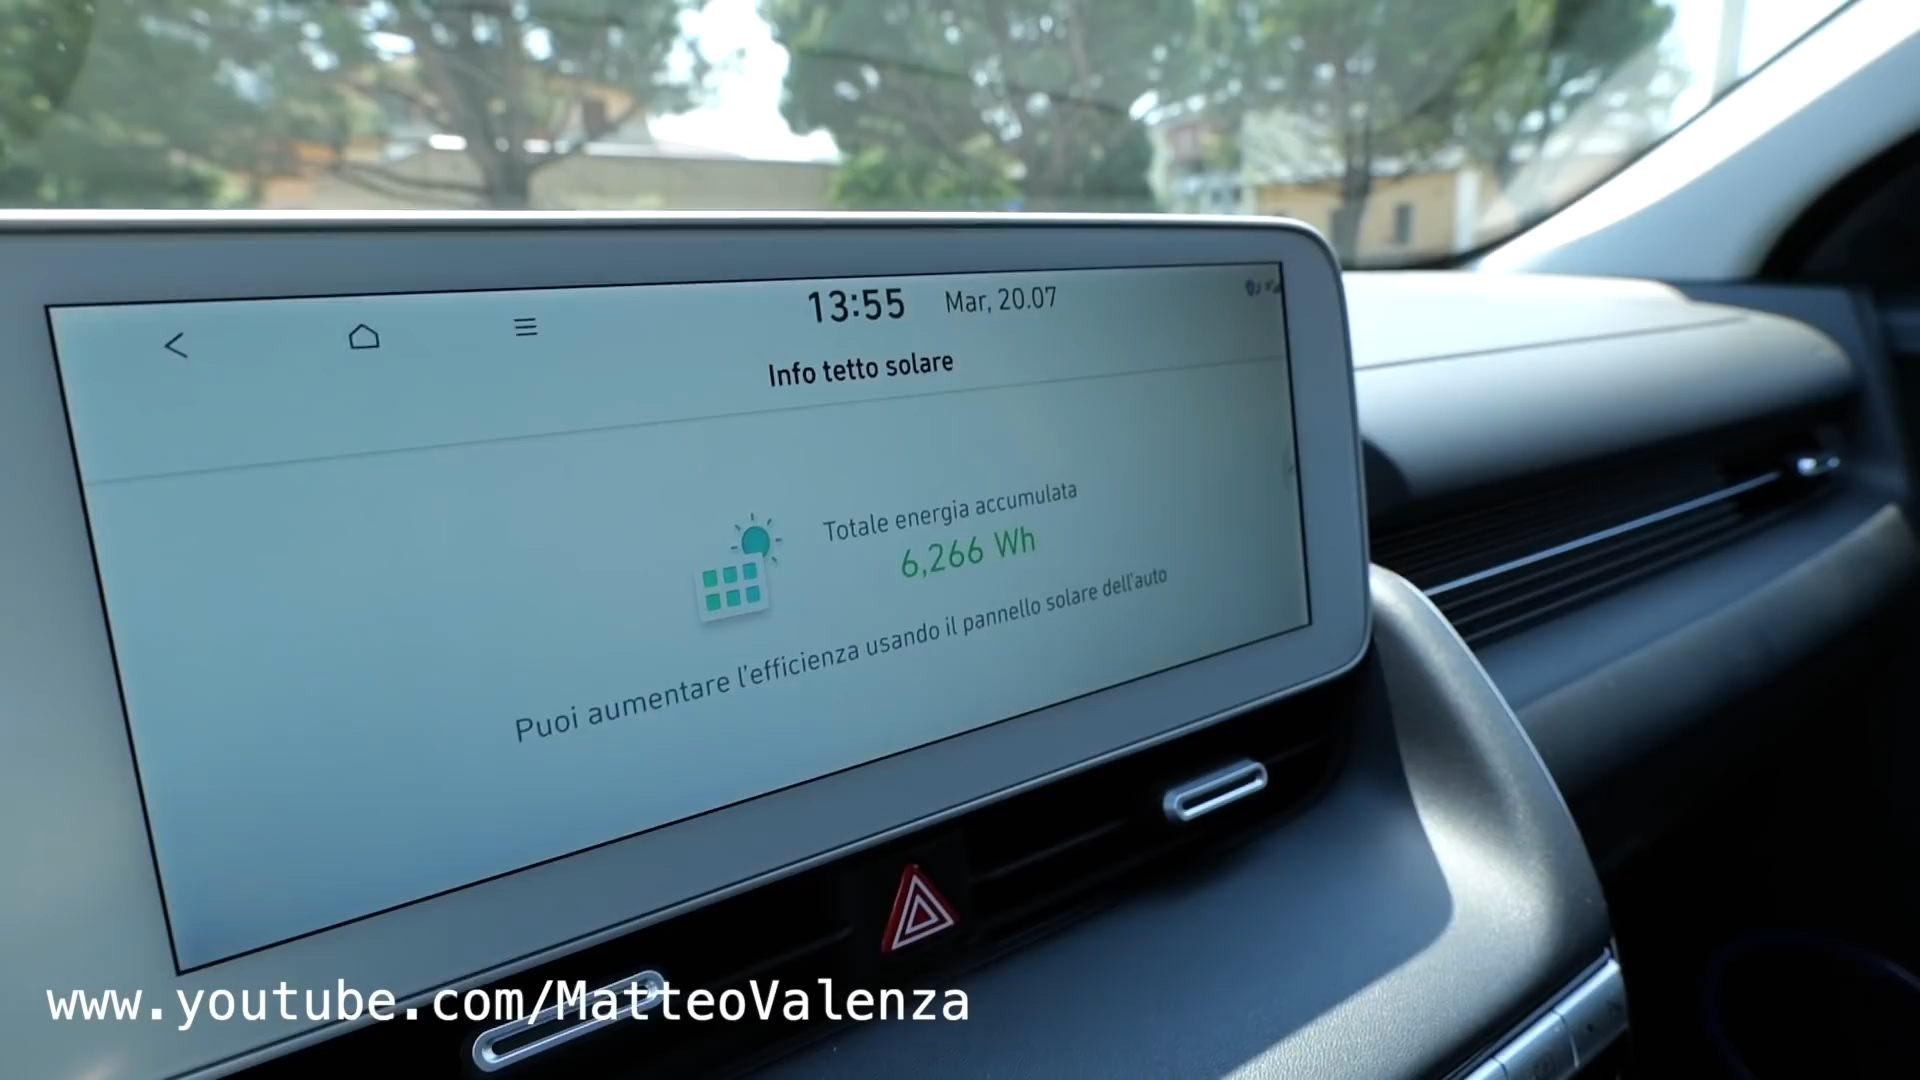 13:55 Mar, 20.07
Info tetto solare
Totale energia accumulata
6,266 Wh
Puoi aumentare l'efficienza usando il pannello solare dell'auto
www.youtube.com/MatteoValenza